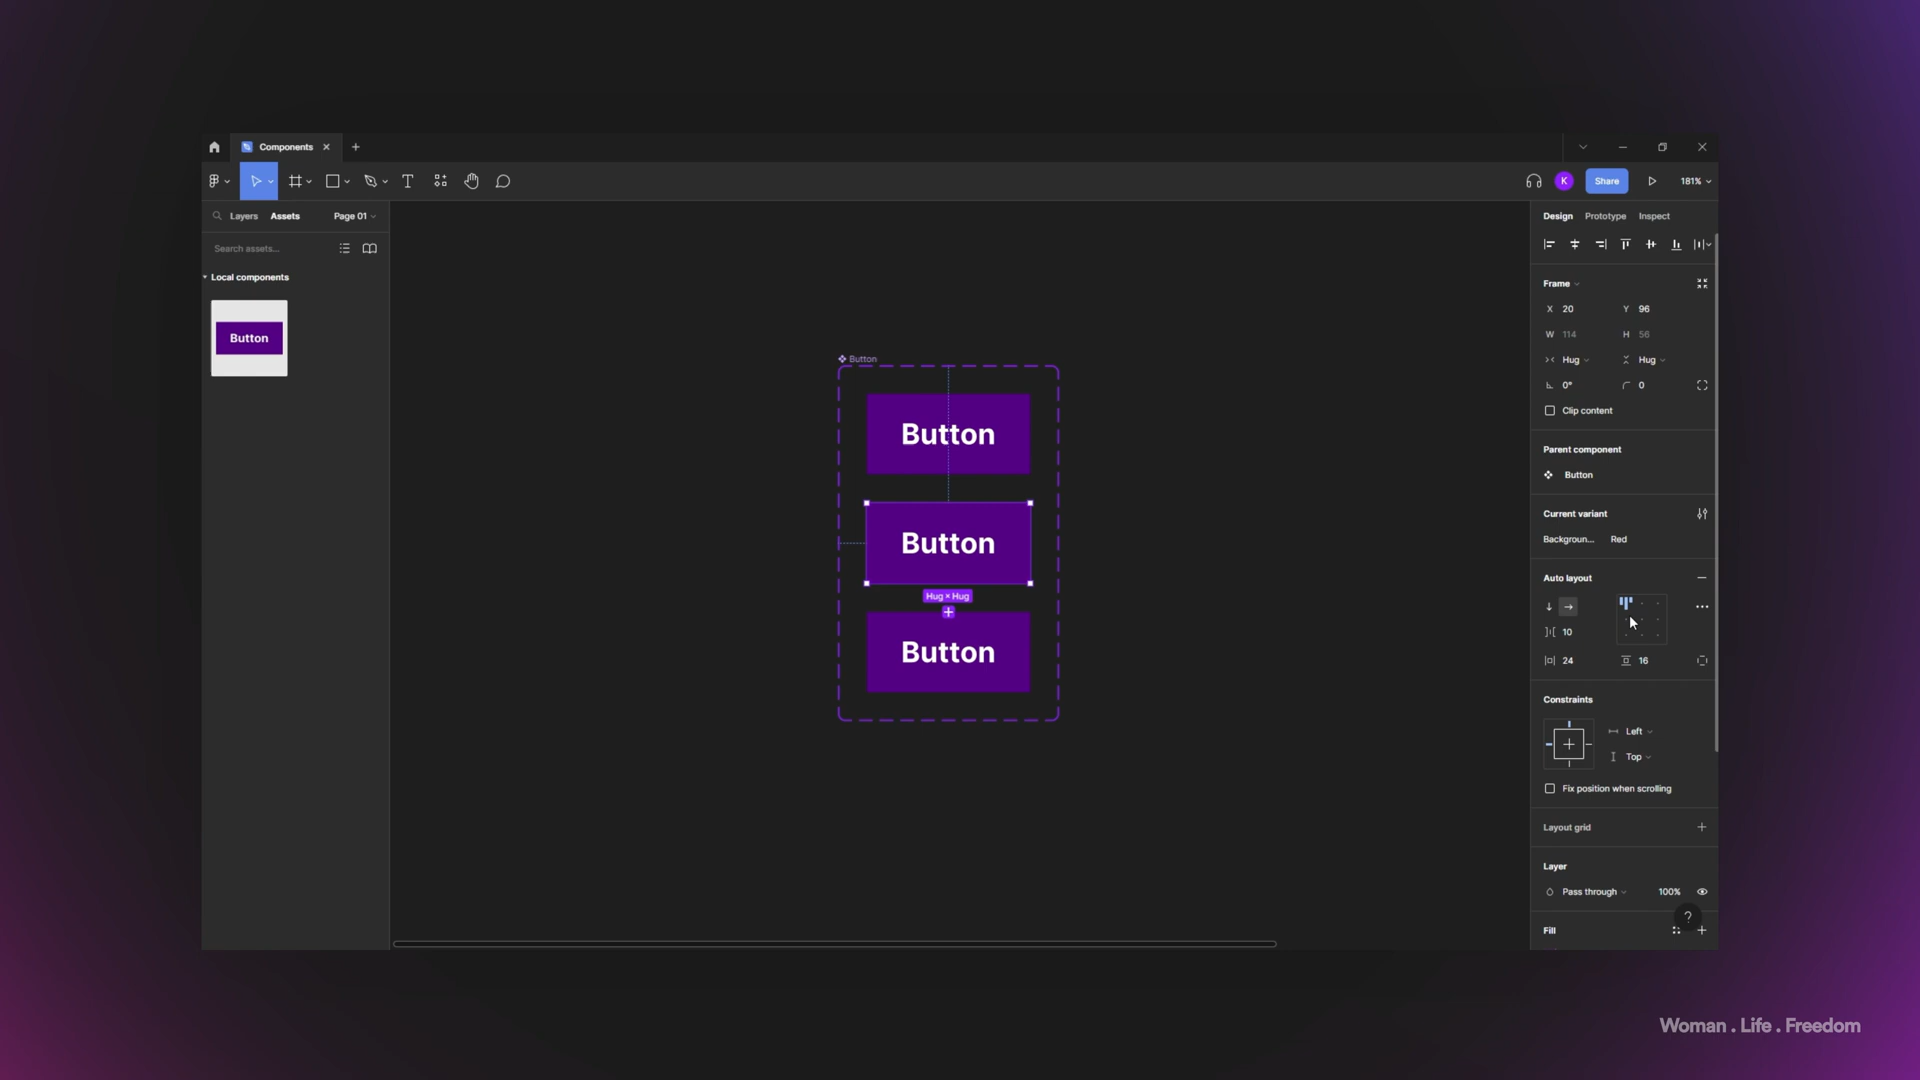 Components
Share
181%
Layers Assets Page 01
Search assets...
Local components
Button
Button
Button
Button
Hug × Hug
Button
Design Prototype Inspect
Frame
X 20 Y 96
W 114 H 56
Hug Hug
0° 0
Clip content
Parent component
Button
Current variant
Backgroun... Red
Auto layout
10
24 16
Constraints
Left
Top
Fix position when scrolling
Layout grid
Layer
Pass through 100%
?
Fill
K
Woman . Life . Freedom